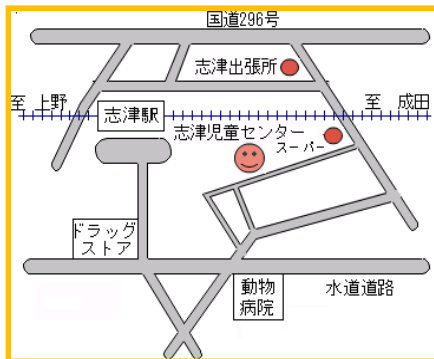 国道296号
志津出張所
至 上野
至 成田
志津駅
志津児童センター
スーパー
ドラッグ
ストア
動物
病院
水道道路